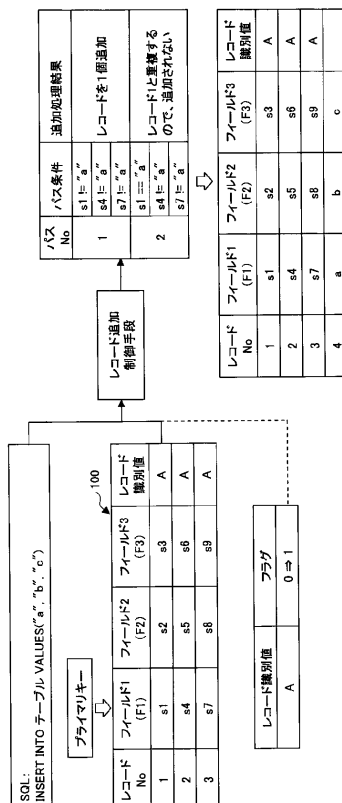 SQL:
INSERT INTO テーブル VALUES("a", "b", "c")
プライマリキー
100
レコード No フィールド1 (F1) フィールド2 (F2) フィールド3 (F3) レコード識別値
1 s1 s2 s3 A
2 s4 s5 s6 A
3 s7 s8 s9 A
レコード識別値 フラグ
A 0⇒1
レコード追加
制御手段
パス No パス条件 追加処理結果
1 s1 != "a" レコードを1個追加
s4 != "a"
s7 != "a"
2 s1 == "a" レコード1と重複する
s4 != "a" ので、追加されない
s7 != "a"
レコード No フィールド1 (F1) フィールド2 (F2) フィールド3 (F3) レコード識別値
1 s1 s2 s3 A
2 s4 s5 s6 A
3 s7 s8 s9 A
4 a b c